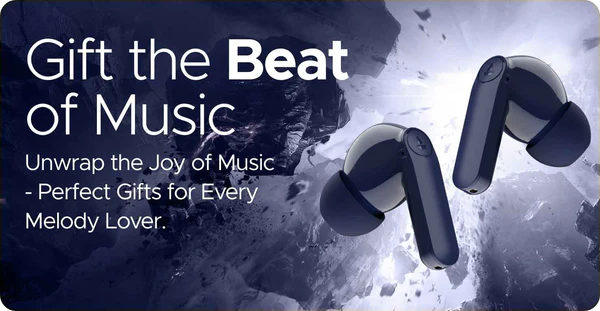 Gift the Beat
of Music
Unwrap the Joy of Music
- Perfect Gifts for Every
Melody Lover.